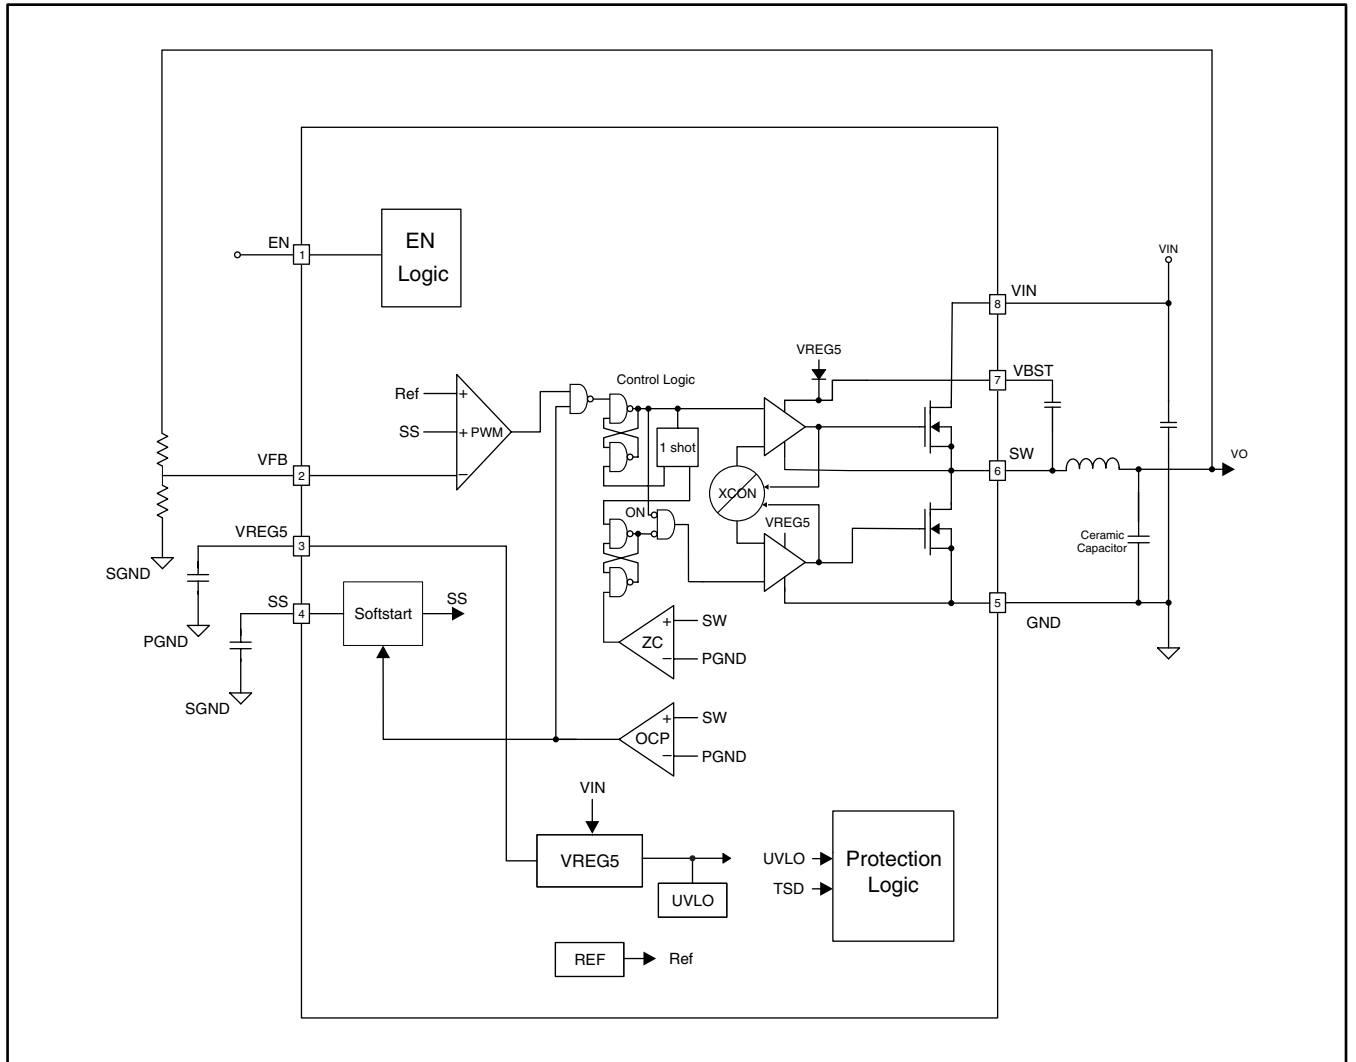 EN
1
EN
Logic
VIN
8
VIN
VREG5
7
VBST
Control Logic
Ref
+
SS
+
PWM
−
1 shot
VFB
2
SW
6
VO
XCON
ON
VREG5
Ceramic
Capacitor
VREG5
3
SGND
SS
4
Softstart
SS
5
GND
PGND
SGND
+
SW
ZC
−
PGND
+
SW
OCP
−
PGND
VIN
VREG5
UVLO
UVLO
TSD
Protection
Logic
REF
Ref